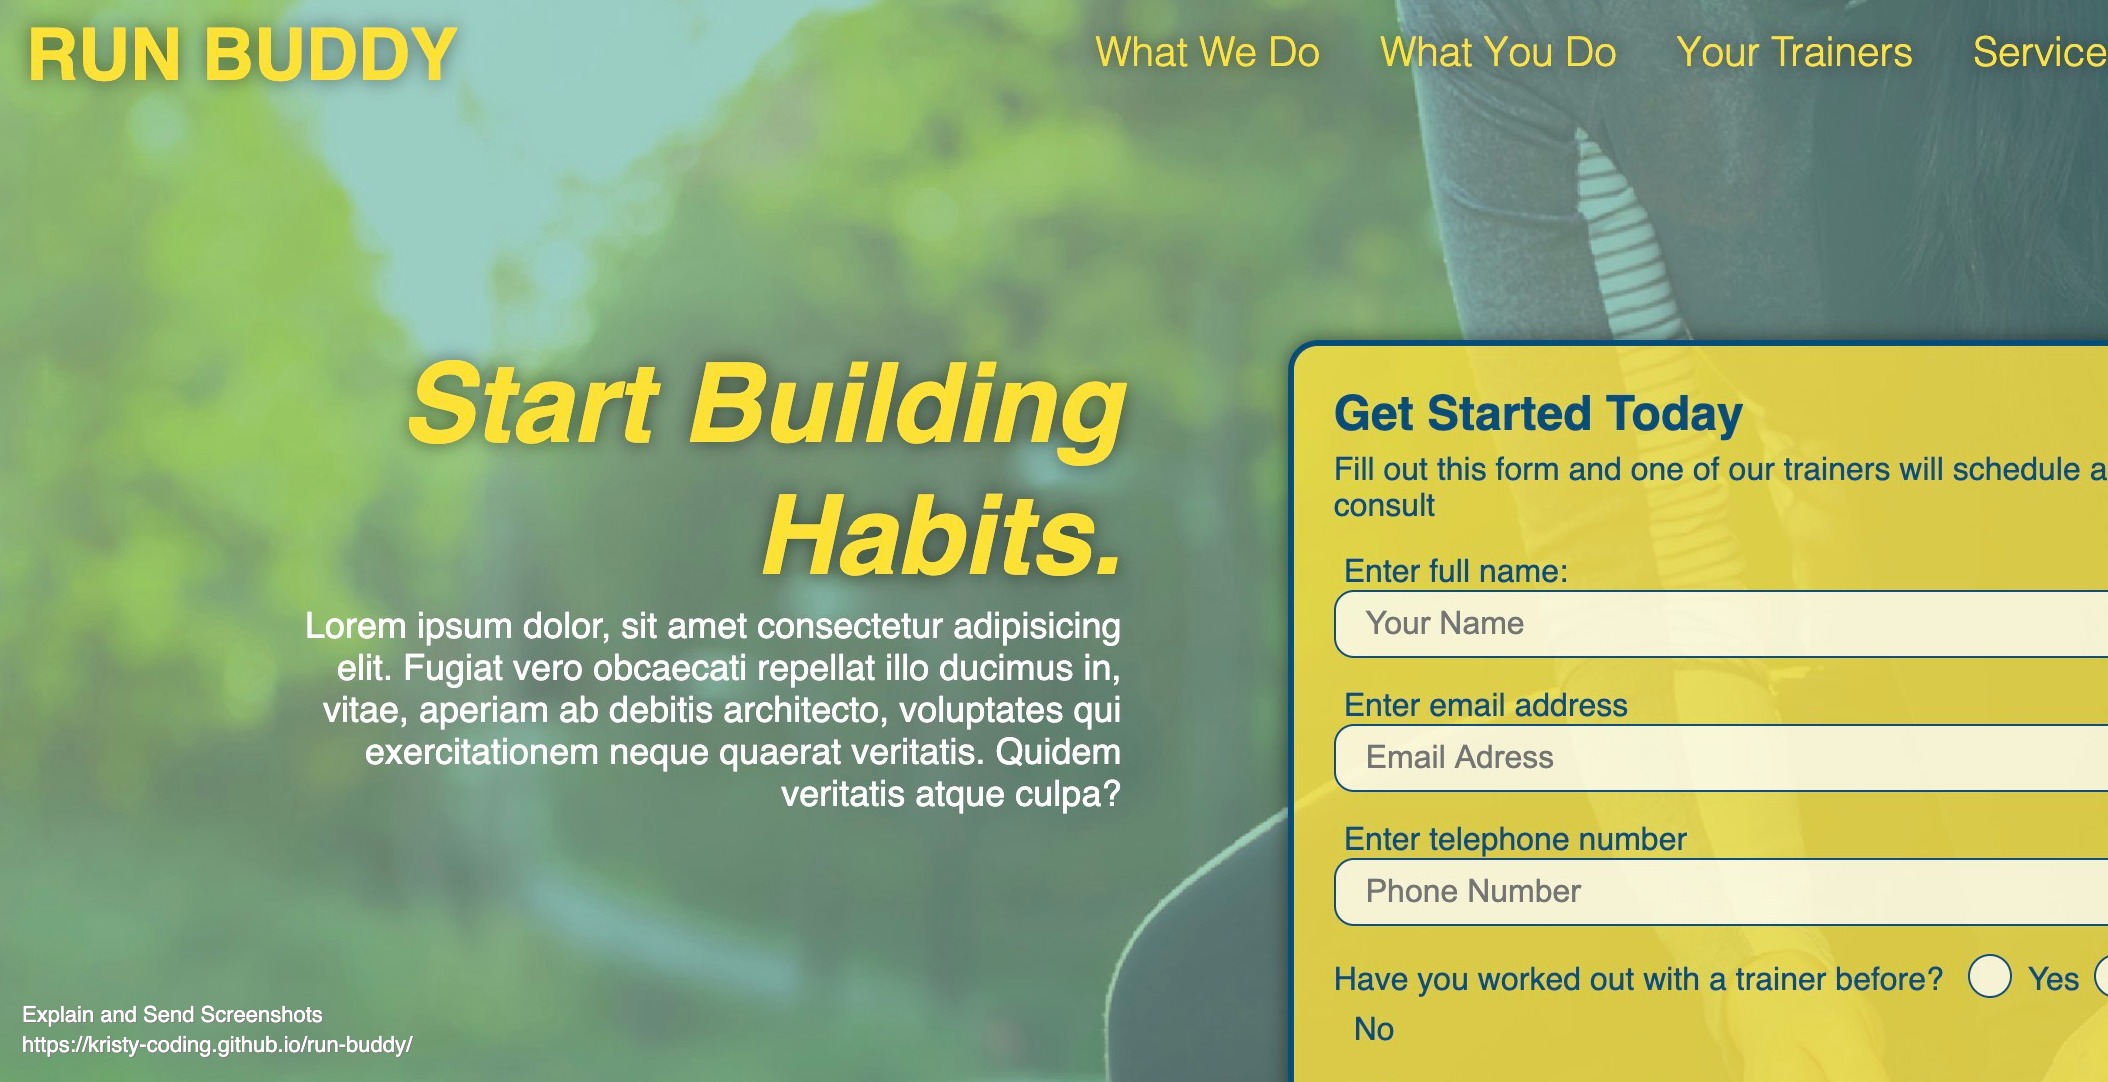 RUN BUDDY
What We Do
What You Do
Your Trainers
Service
Start Building
Habits.
Lorem ipsum dolor, sit amet consectetur adipisicing
elit. Fugiat vero obcaecati repellat illo ducimus in,
vitae, aperiam ab debitis architecto, voluptates qui
exercitationem neque quaerat veritatis. Quidem
veritatis atque culpa?
Get Started Today
Fill out this form and one of our trainers will schedule a
consult
Enter full name:
Your Name
Enter email address
Email Adress
Enter telephone number
Phone Number
Have you worked out with a trainer before? Yes
No
Explain and Send Screenshots
https://kristy-coding.github.io/run-buddy/